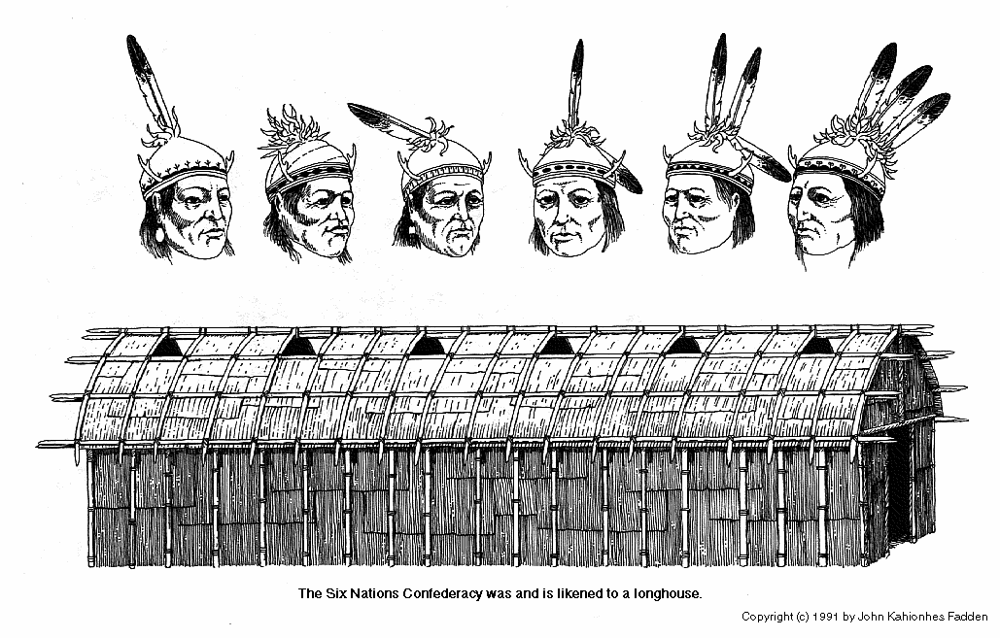 The Six Nations Confederacy was and is likened to a longhouse.
Copyright (c) 1991 by John Kahionhes Fadden